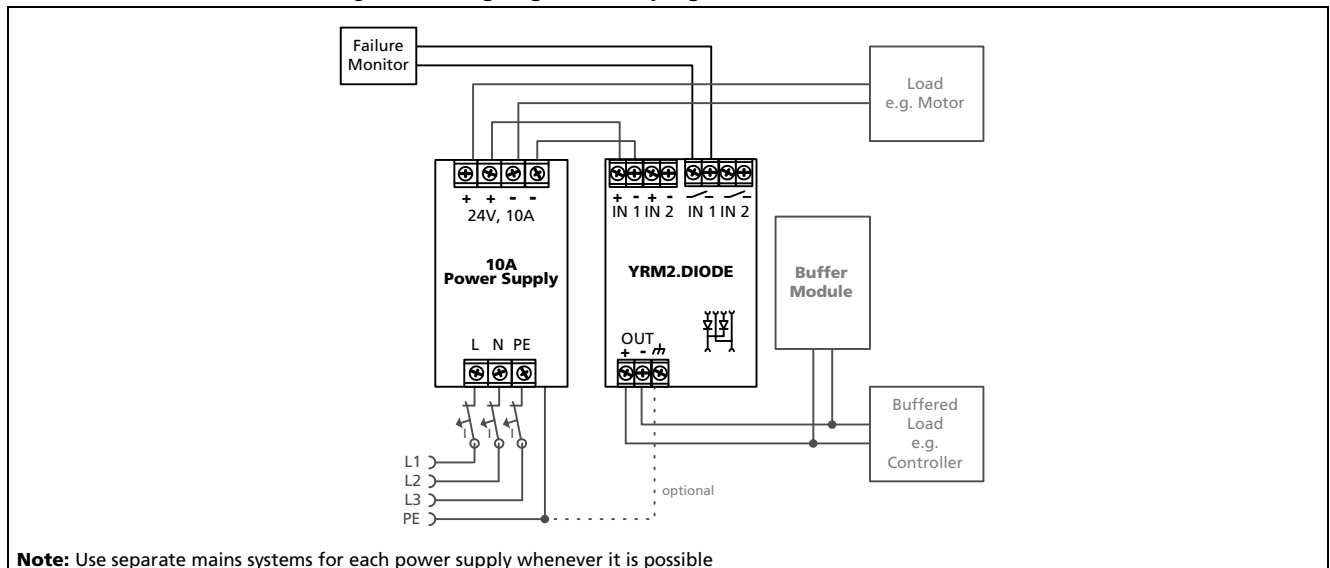 Failure
Monitor
Load
e.g. Motor
+ + - -
24V, 10A
10A
Power Supply
L N PE
+ - + -
IN 1 IN 2 IN 1 IN 2
YRM2.DIODE
OUT
+ -
Buffer
Module
Buffered
Load
e.g.
Controller
I I I
L1
L2
L3
PE
optional
Note: Use separate mains systems for each power supply whenever it is possible